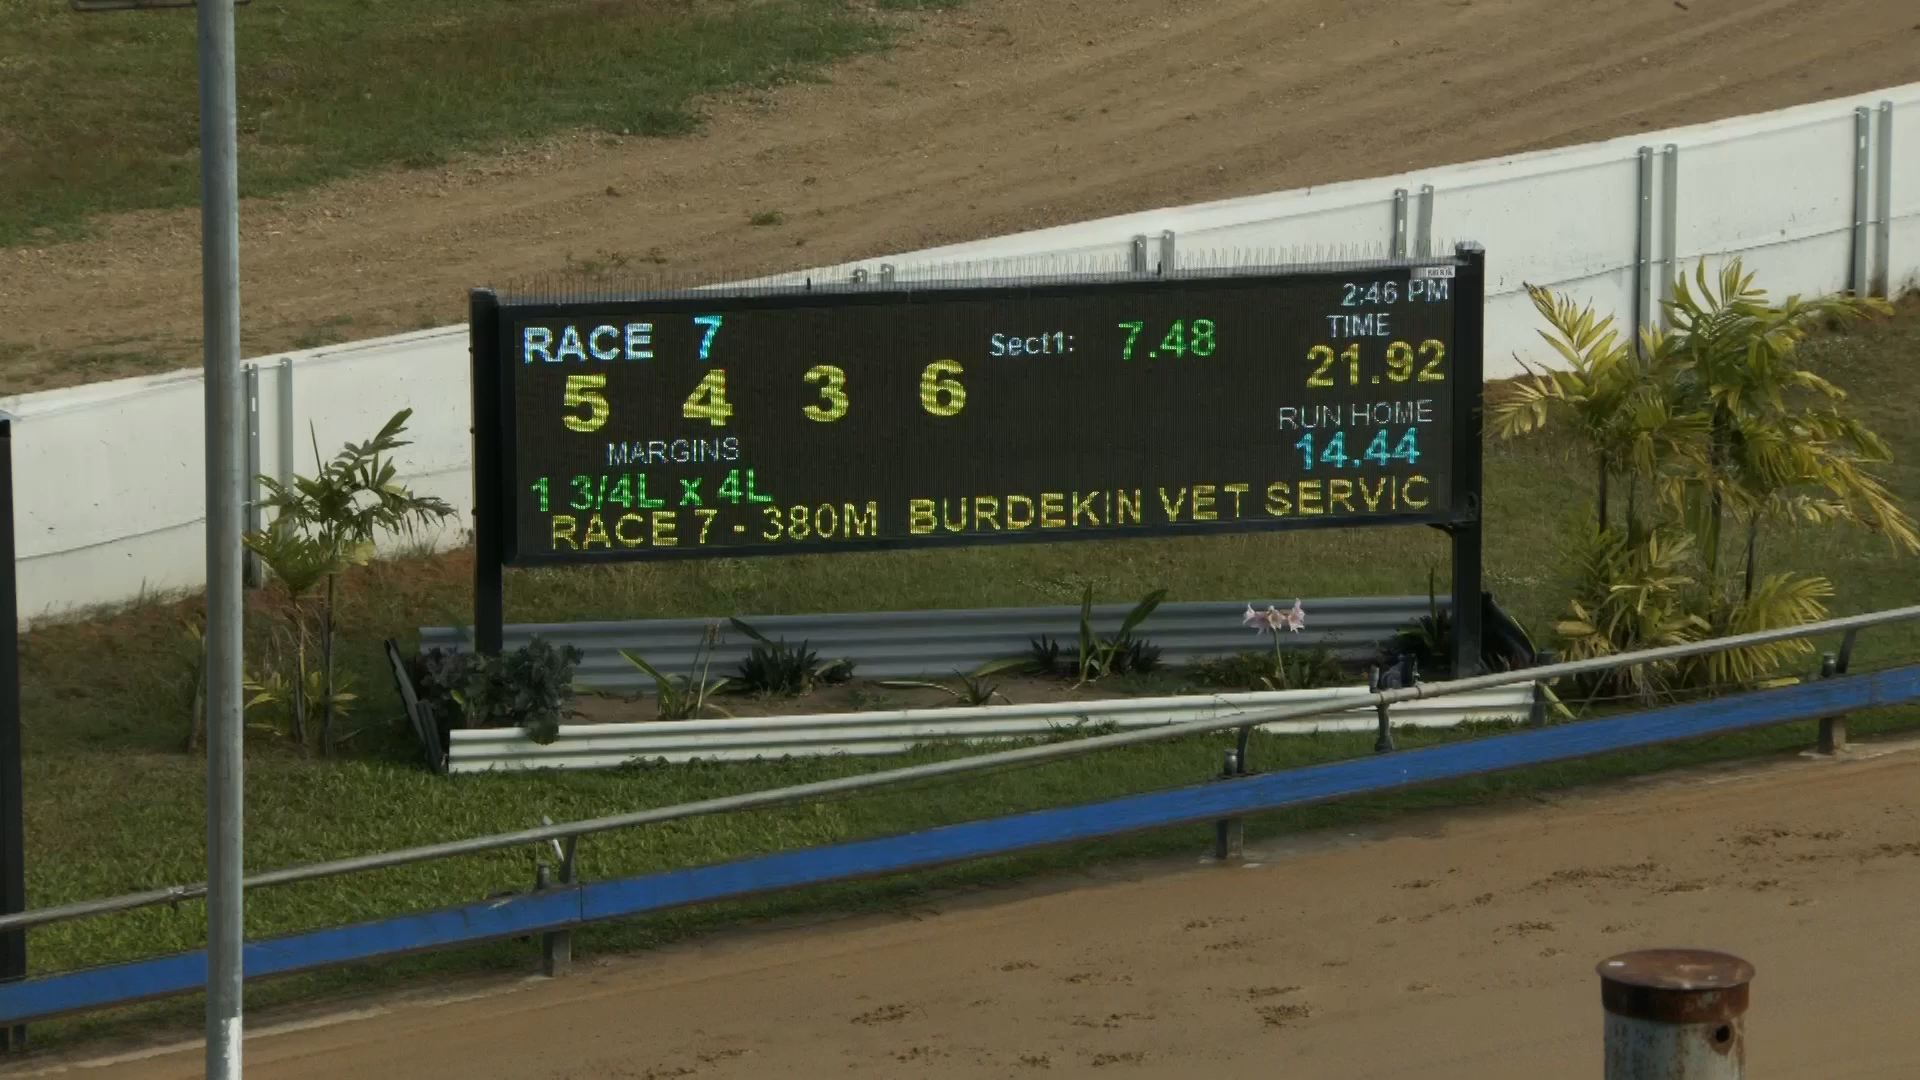 2:46 PM
RACE 7
Sect1: 7.48
TIME
21.92
5 4 3 6
RUN HOME
14.44
MARGINS
1 3/4L x 4L
RACE 7 - 380M BURDEKIN VET SERVIC